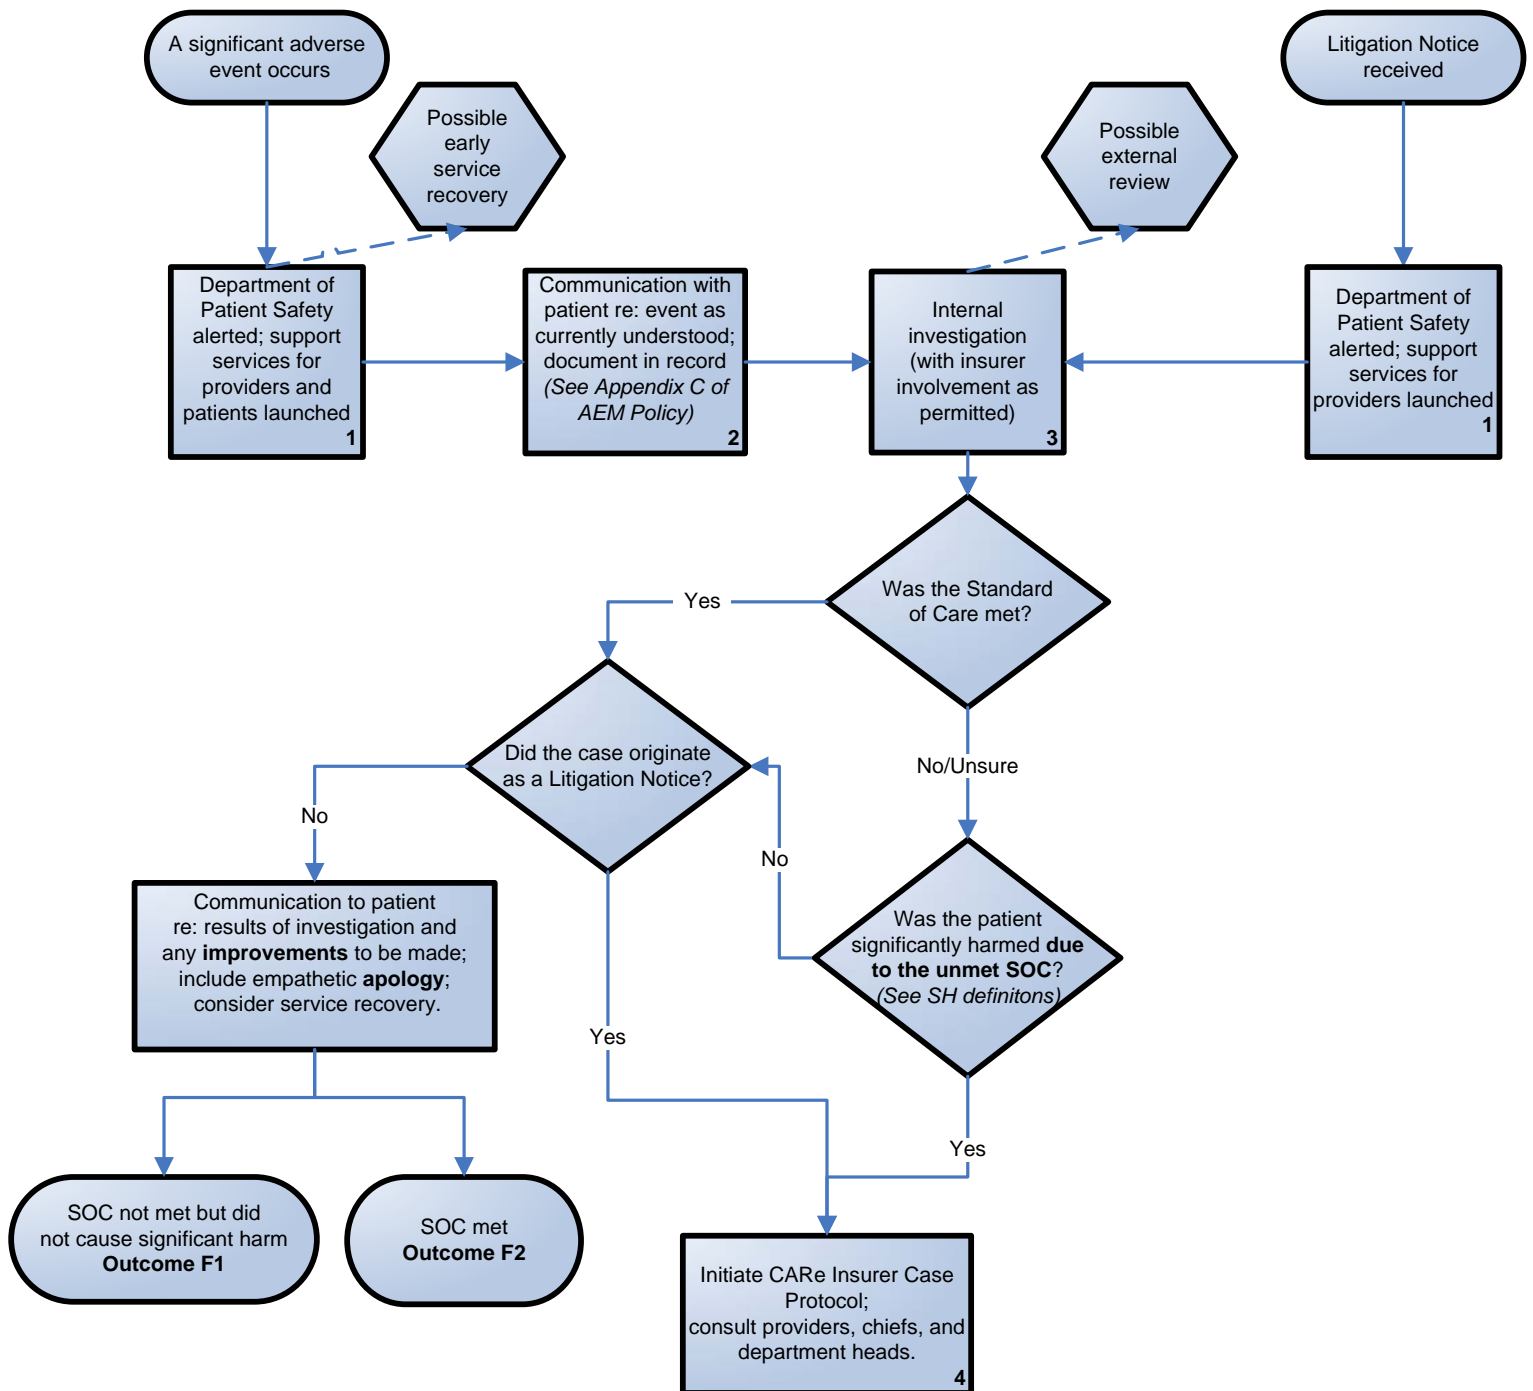 A significant adverse
event occurs
Litigation Notice
received
Possible
early
service
recovery
Possible
external
review
Department of
Patient Safety
alerted; support
services for
providers and
patients launched
1
Communication with
patient re: event as
currently understood;
document in record
(See Appendix C of
AEM Policy)
2
Internal
investigation
(with insurer
involvement as
permitted)
3
Department of
Patient Safety
alerted; support
services for
providers launched
1
Was the Standard
of Care met?
Yes
No/Unsure
Did the case originate
as a Litigation Notice?
No
No
Yes
Was the patient
significantly harmed due
to the unmet SOC?
(See SH definitons)
Yes
Communication to patient
re: results of investigation and
any improvements to be made;
include empathetic apology;
consider service recovery.
SOC not met but did
not cause significant harm
Outcome F1
SOC met
Outcome F2
Initiate CARe Insurer Case
Protocol;
consult providers, chiefs, and
department heads.
4